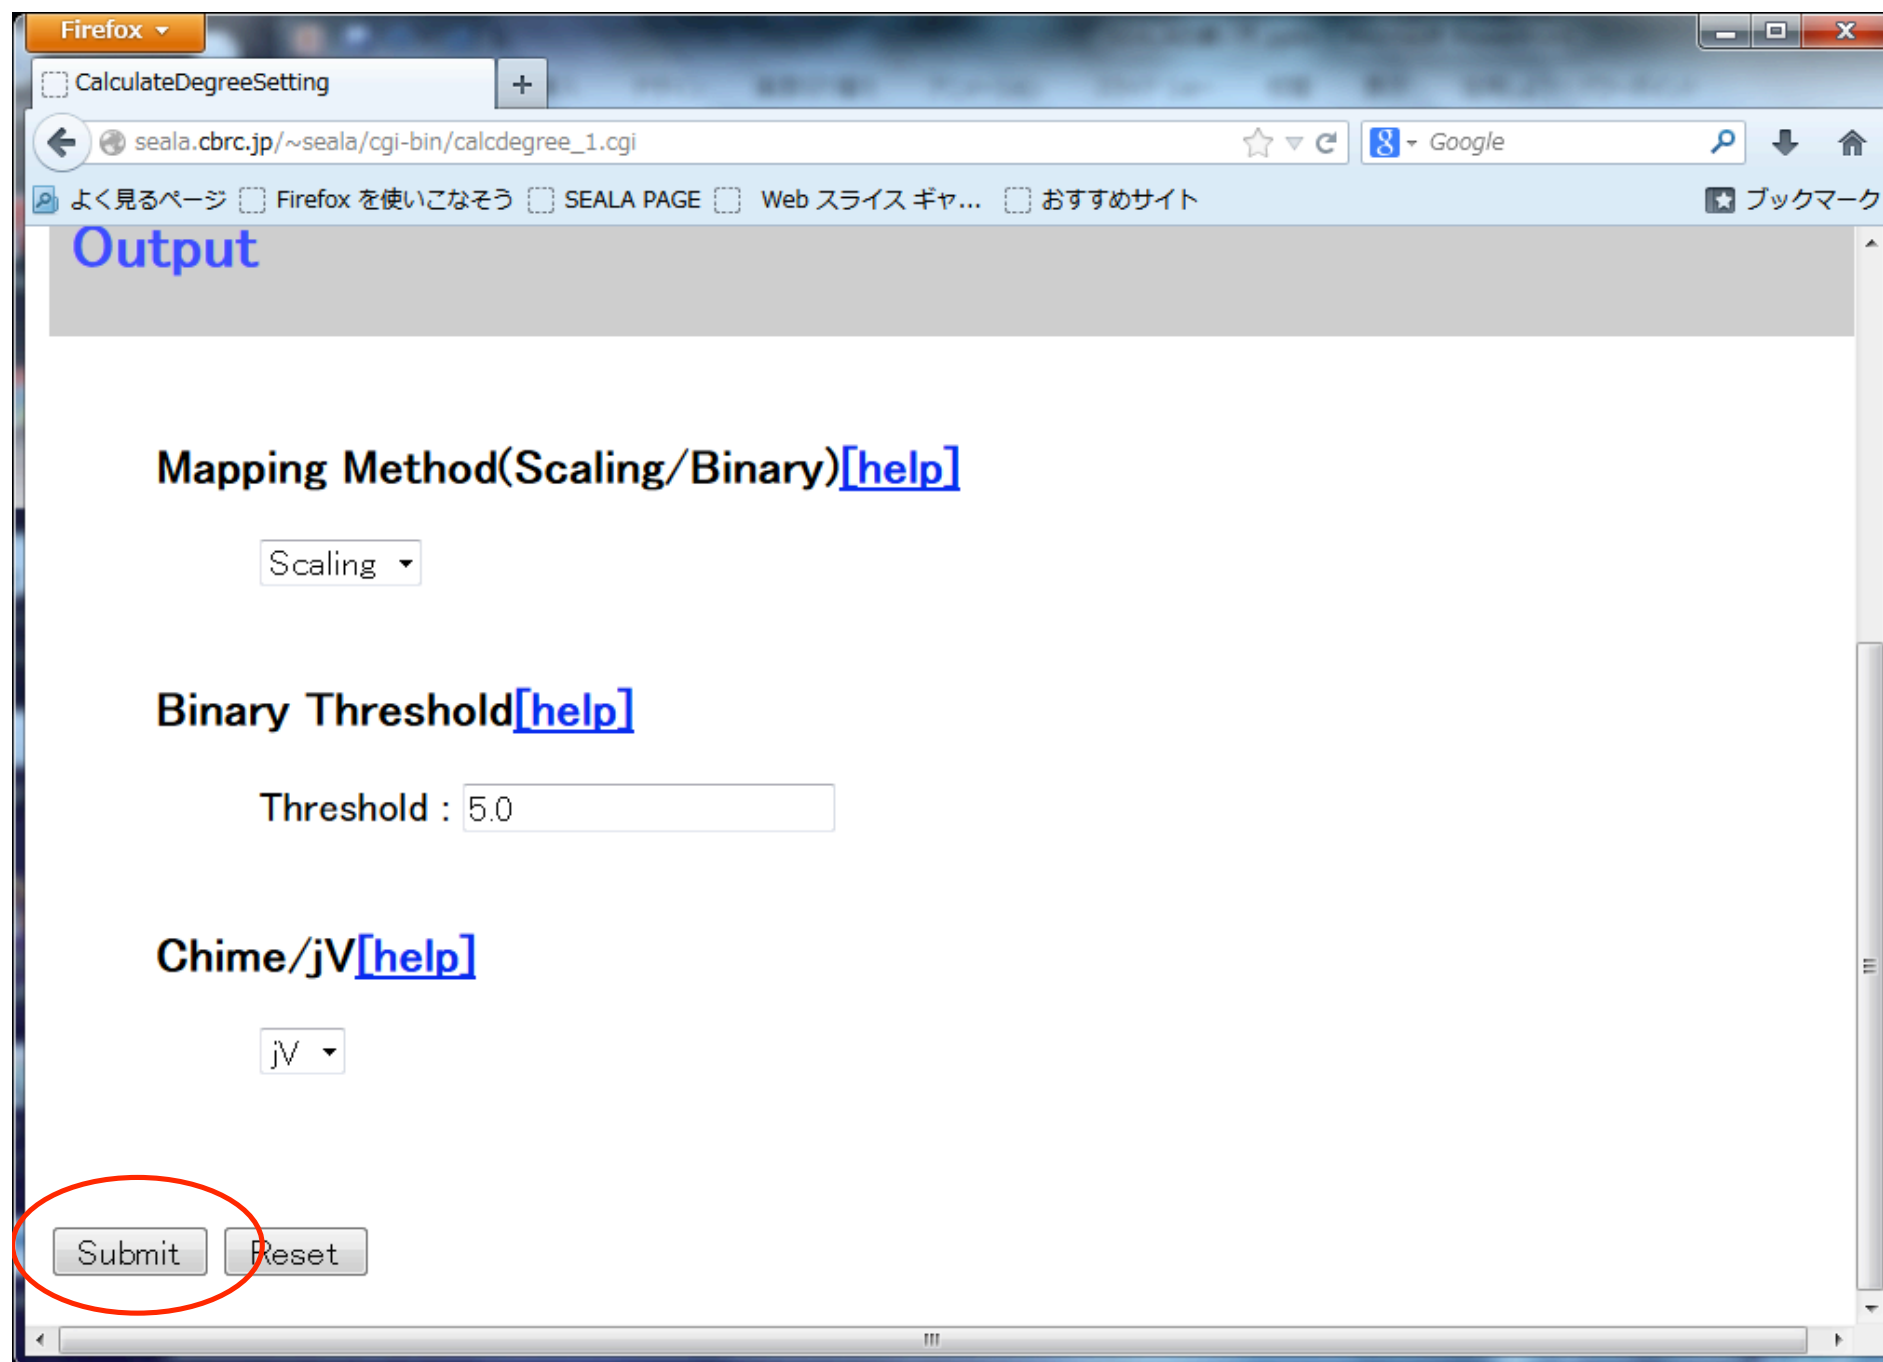 Firefox
CalculateDegreeSetting
seala.cbrc.jp/~seala/cgi-bin/calcdegree_1.cgi
Google
よく見るページ Firefox を使いこなそう SEALA PAGE Web スライス ギャ... おすすめサイト ブックマーク
Output
Mapping Method(Scaling/Binary)[help]
Scaling
Binary Threshold[help]
Threshold : 5.0
Chime/jV[help]
jV
Submit Reset